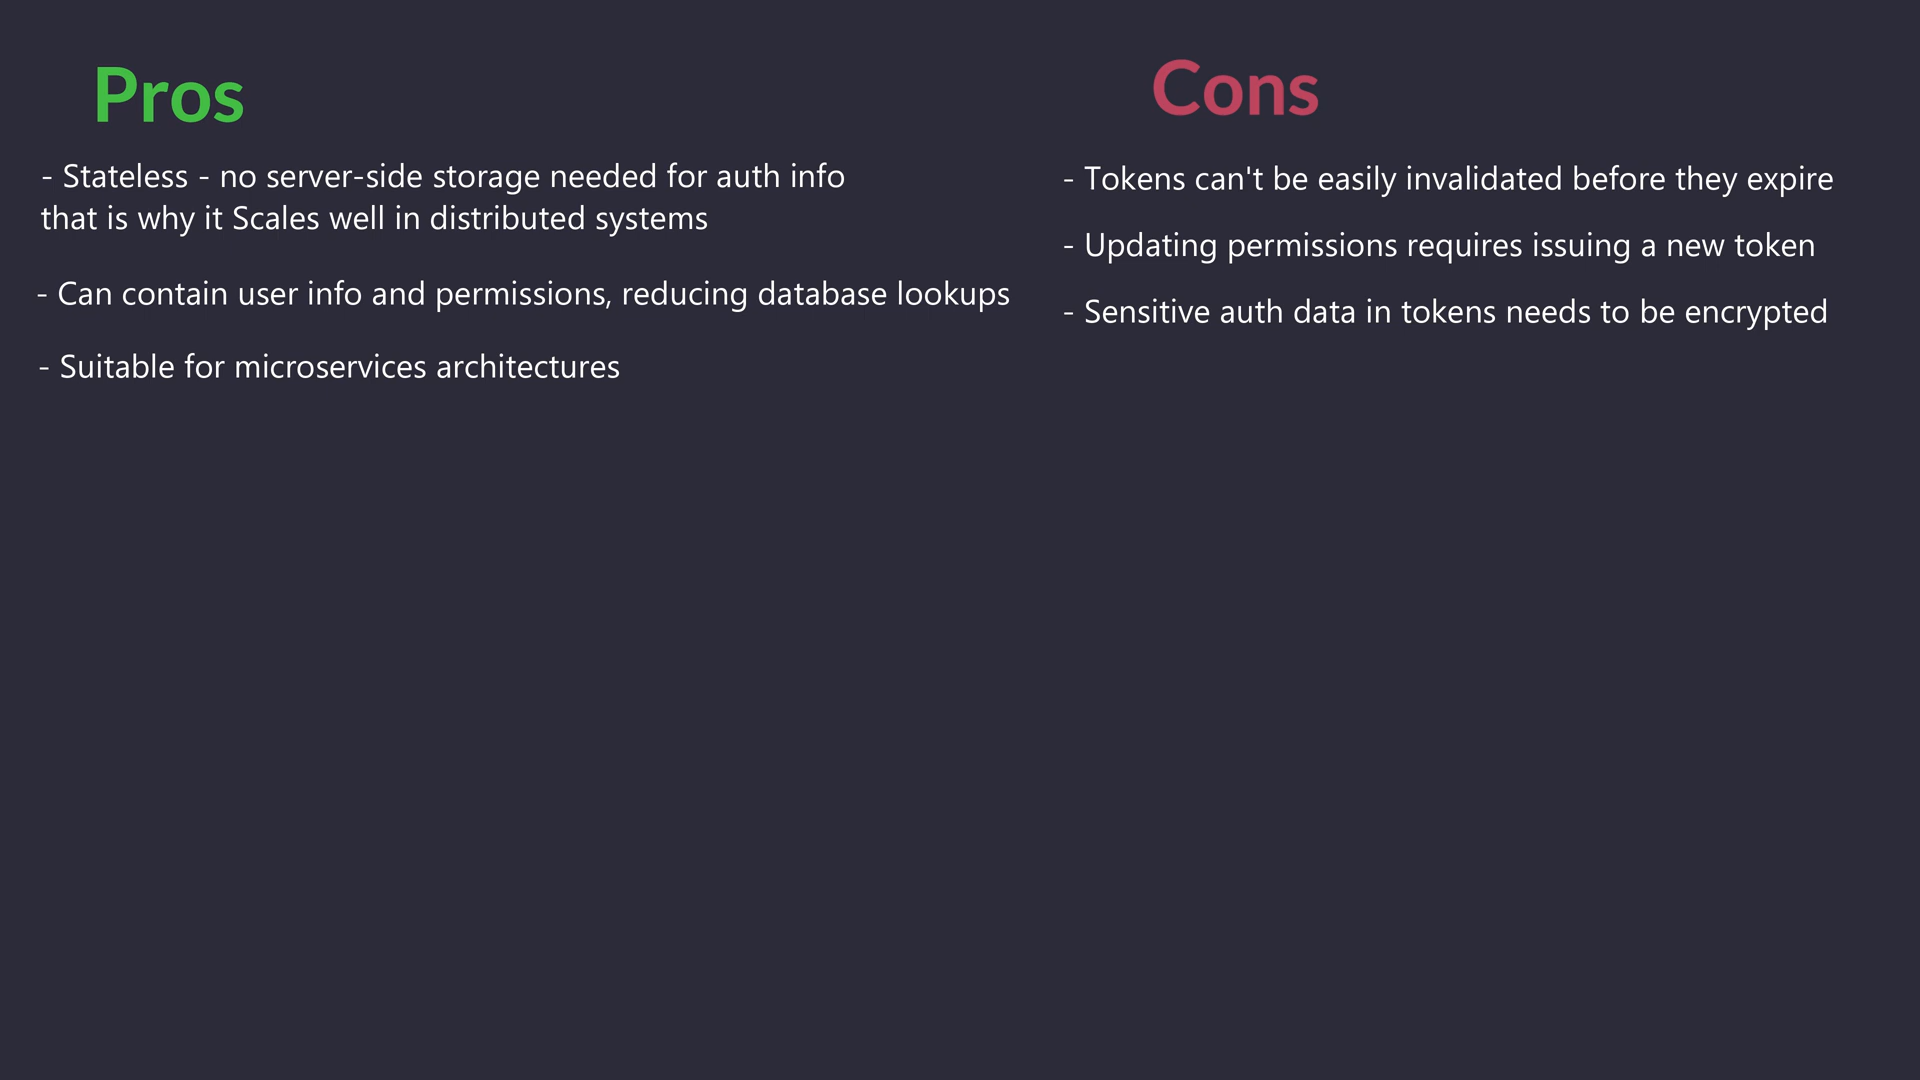 Pros
- Stateless - no server-side storage needed for auth info
that is why it Scales well in distributed systems
- Can contain user info and permissions, reducing database lookups
- Suitable for microservices architectures
Cons
- Tokens can't be easily invalidated before they expire
- Updating permissions requires issuing a new token
- Sensitive auth data in tokens needs to be encrypted